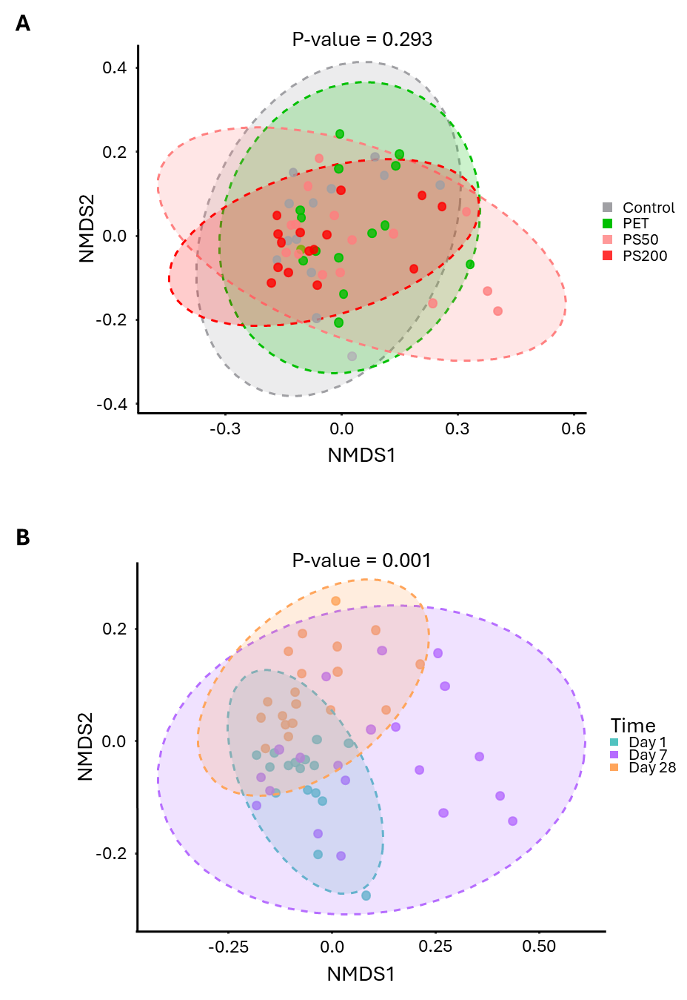 A
P-value = 0.293
0.4
0.2
0.0
-0.2
-0.4
NMDS2
-0.3 0.0 0.3 0.6
NMDS1
Control
PET
PS50
PS200
B
P-value = 0.001
0.2
0.0
-0.2
NMDS2
-0.25 0.0 0.25 0.50
NMDS1
Time
Day 1
Day 7
Day 28